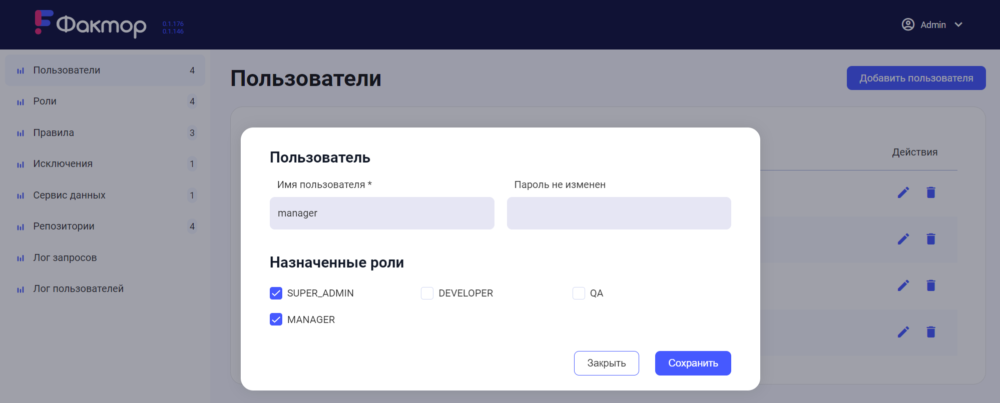 Фактор
0.1.176
0.1.146
Admin
Пользователи 4
Роли 4
Правила 3
Исключения 1
Сервис данных 1
Репозитории 4
Лог запросов
Лог пользователей
Пользователи
Добавить пользователя
Действия
Пользователь
Имя пользователя *
Пароль не изменен
manager
Назначенные роли
SUPER_ADMIN
DEVELOPER
QA
MANAGER
Закрыть
Сохранить